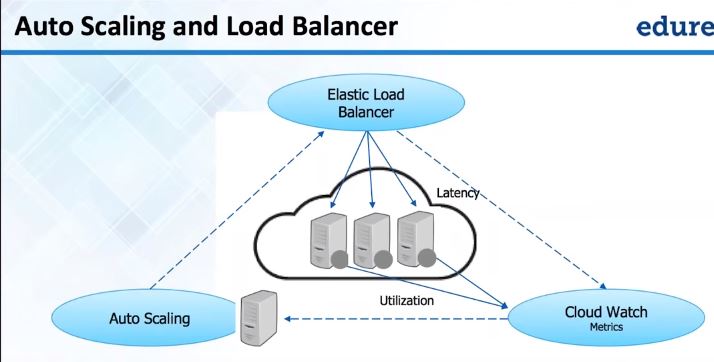 Auto Scaling and Load Balancer
edure
Elastic Load
Balancer
Latency
Utilization
Auto Scaling
Cloud Watch
Metrics